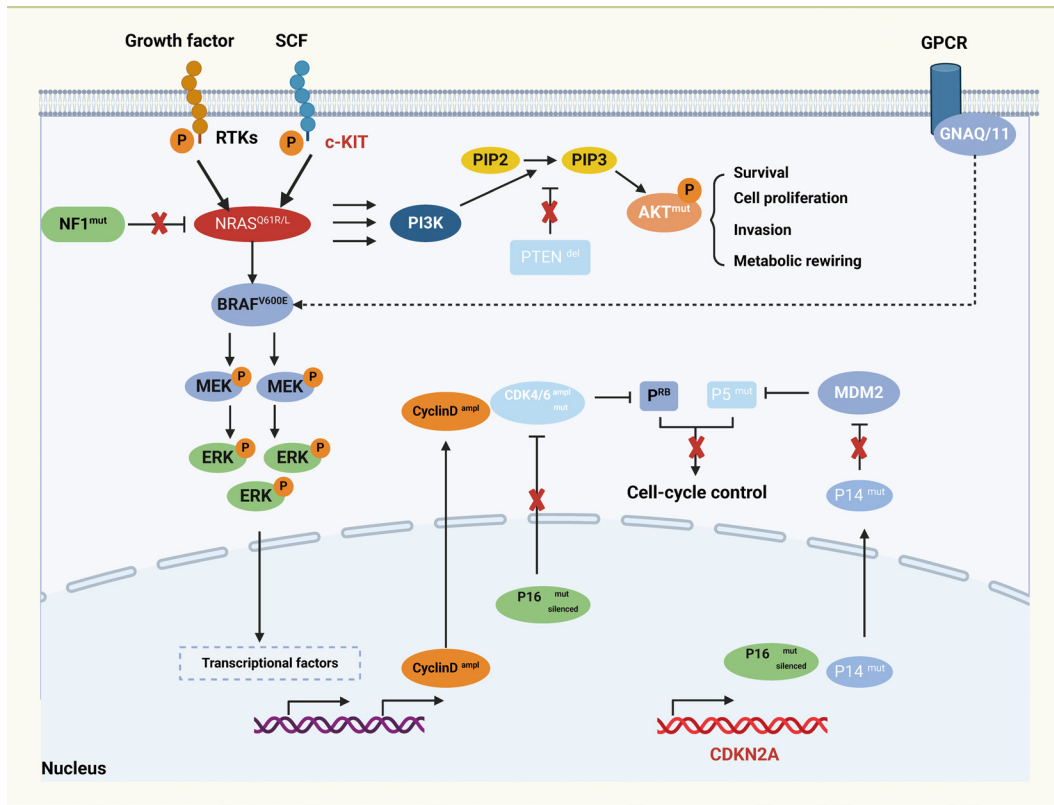 Growth factor
SCF
GPCR
P
RTKs
P
c-KIT
GNAQ/11
PIP2
PIP3
P
AKTmut
Survival
Cell proliferation
Invasion
Metabolic rewiring
NF1mut
NRASQ61R/L
PI3K
PTEN del
BRAFV600E
MEK P
MEK P
ERK P
ERK P
ERK P
CyclinD ampl
CDK4/6 ampl
mut
PRB
P5 mut
MDM2
Cell-cycle control
P14 mut
P16 mut
silenced
Transcriptional factors
CyclinD ampl
P16 mut
silenced
P14 mut
CDKN2A
Nucleus